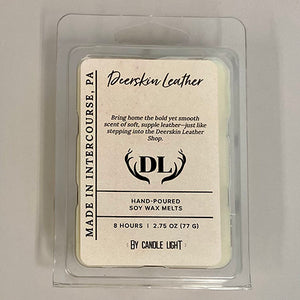 MADE IN INTERCOURSE, PA
Deerskin Leather
Bring home the bold yet smooth
scent of soft, supple leather—just like
stepping into the Deerskin Leather
Shop.
DL
HAND-POURED
SOY WAX MELTS
8 HOURS | 2.75 OZ (77 G)
BY CANDLE LIGHT